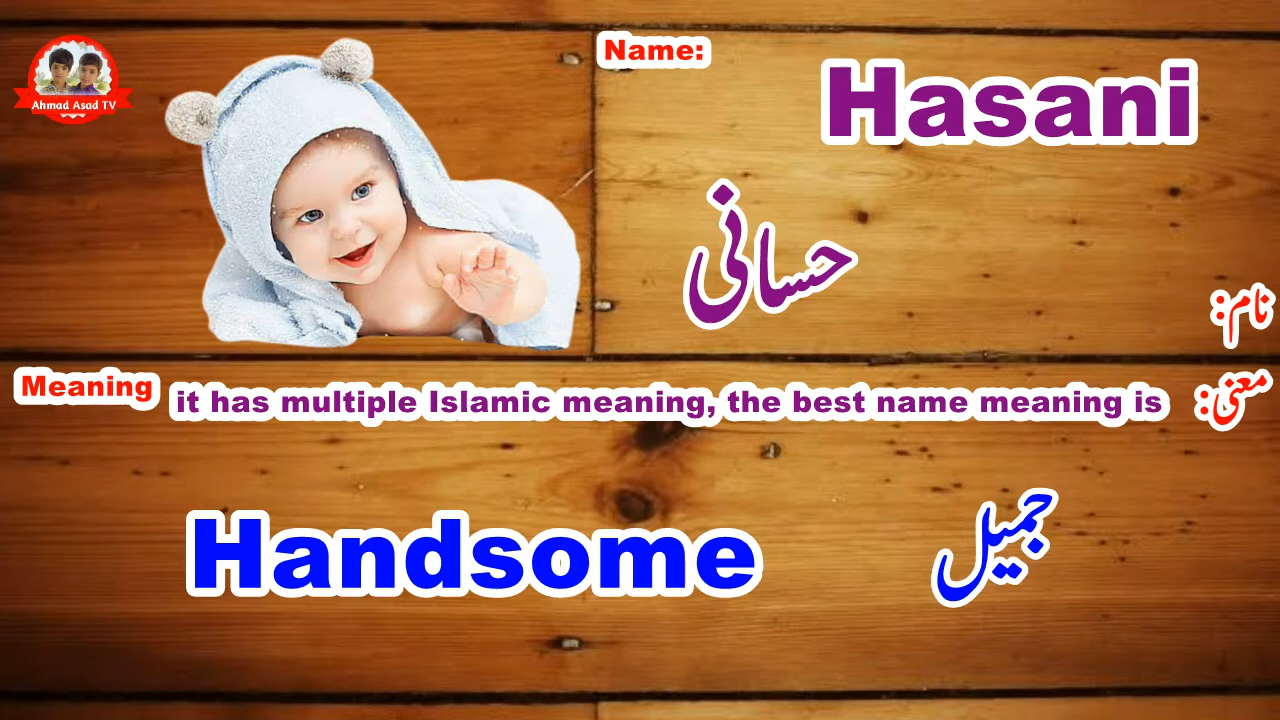 Ahmad Asad TV
Name:
Hasani
حسانی
نام:
Meaning
it has multiple Islamic meaning, the best name meaning is
معنی:
Handsome
جمیل